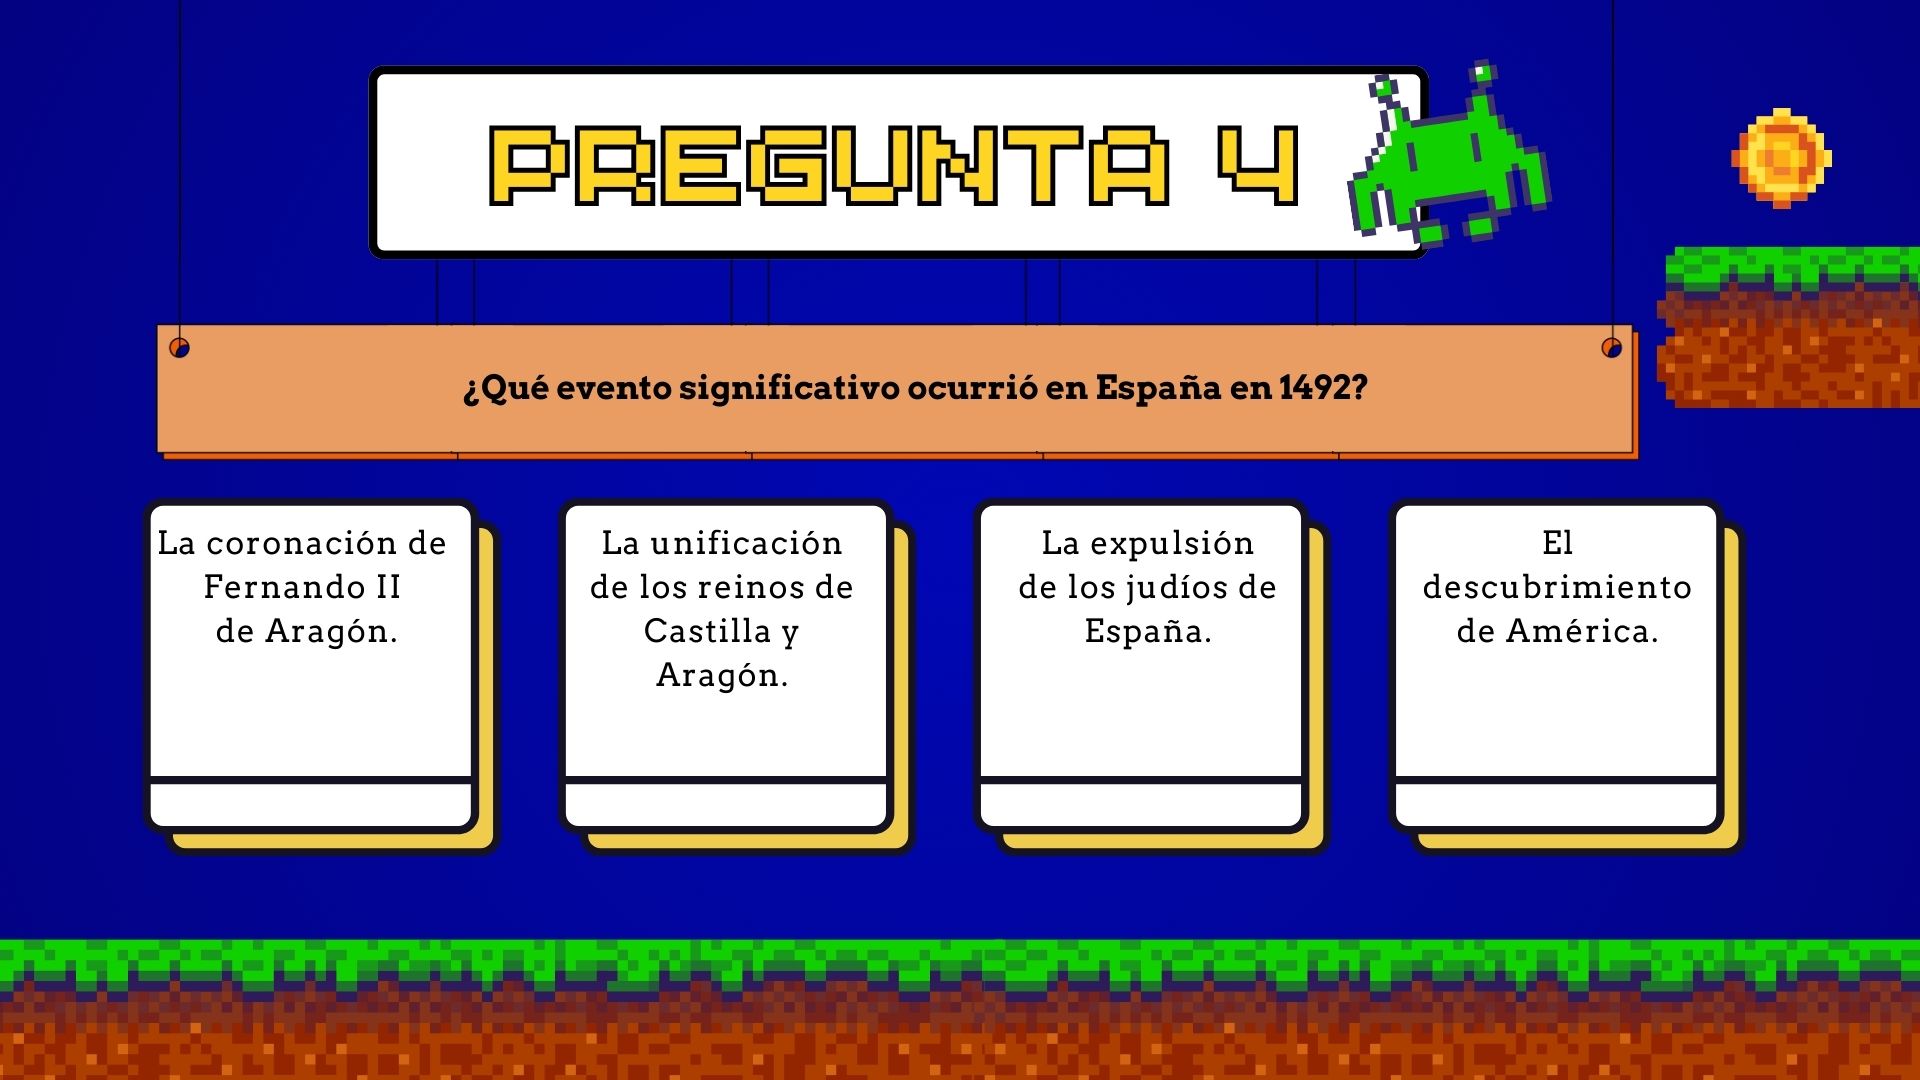 PREGUNTA 4
¿Qué evento significativo ocurrió en España en 1492?
La coronación de
Fernando II
de Aragón.
La unificación
de los reinos de
Castilla y
Aragón.
La expulsión
de los judíos de
España.
El
descubrimiento
de América.